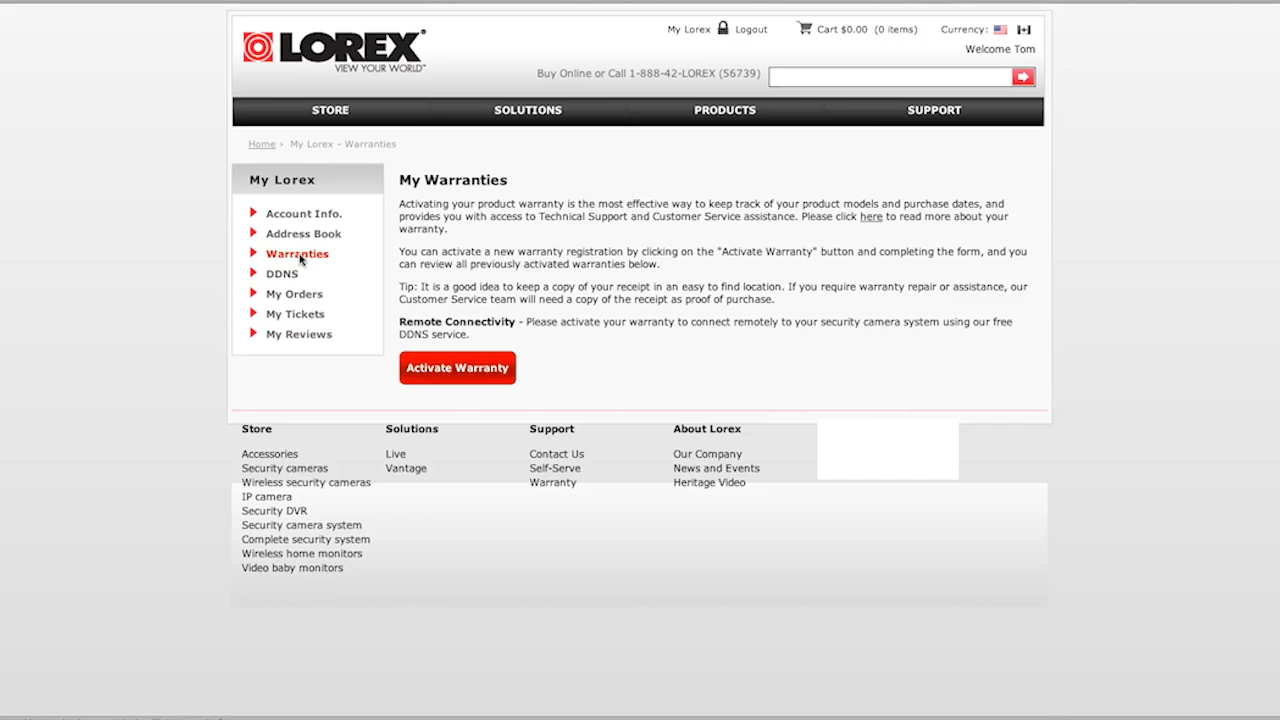 LOREX
VIEW YOUR WORLD
My Lorex Logout Cart $0.00 (0 items) Currency:
Welcome Tom
Buy Online or Call 1-888-42-LOREX (56739)
STORE SOLUTIONS PRODUCTS SUPPORT
Home › My Lorex - Warranties
My Lorex
Account Info.
Address Book
Warranties
DDNS
My Orders
My Tickets
My Reviews
My Warranties
Activating your product warranty is the most effective way to keep track of your product models and purchase dates, and
provides you with access to Technical Support and Customer Service assistance. Please click here to read more about your
warranty.
You can activate a new warranty registration by clicking on the "Activate Warranty" button and completing the form, and you
can review all previously activated warranties below.
Tip: It is a good idea to keep a copy of your receipt in an easy to find location. If you require warranty repair or assistance, our
Customer Service team will need a copy of the receipt as proof of purchase.
Remote Connectivity - Please activate your warranty to connect remotely to your security camera system using our free
DDNS service.
Activate Warranty
Store
Accessories
Security cameras
Wireless security cameras
IP camera
Security DVR
Security camera system
Complete security system
Wireless home monitors
Video baby monitors
Solutions
Live
Vantage
Support
Contact Us
Self-Serve
Warranty
About Lorex
Our Company
News and Events
Heritage Video